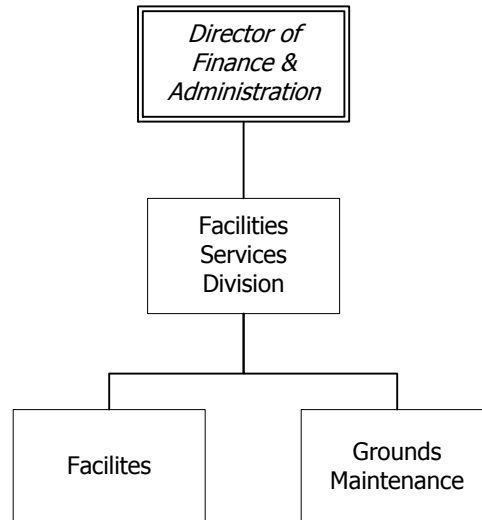 Director of
Finance &
Administration
Facilities
Services
Division
Facilites
Grounds
Maintenance